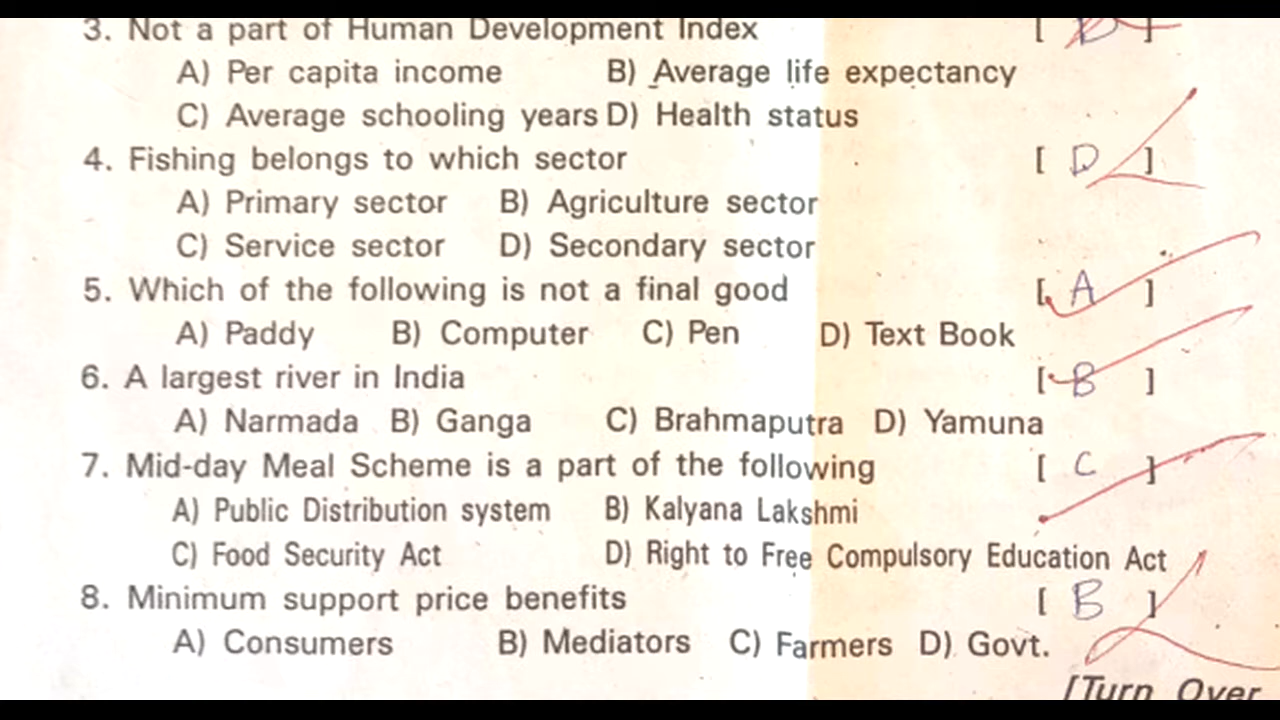 3. Not a part of Human Development Index [ D ]
A) Per capita income B) Average life expectancy
C) Average schooling years D) Health status
4. Fishing belongs to which sector [ D ]
A) Primary sector B) Agriculture sector
C) Service sector D) Secondary sector
5. Which of the following is not a final good [ A ]
A) Paddy B) Computer C) Pen D) Text Book
6. A largest river in India [ B ]
A) Narmada B) Ganga C) Brahmaputra D) Yamuna
7. Mid-day Meal Scheme is a part of the following [ C ]
A) Public Distribution system B) Kalyana Lakshmi
C) Food Security Act D) Right to Free Compulsory Education Act
8. Minimum support price benefits [ B ]
A) Consumers B) Mediators C) Farmers D) Govt.
[Turn Over